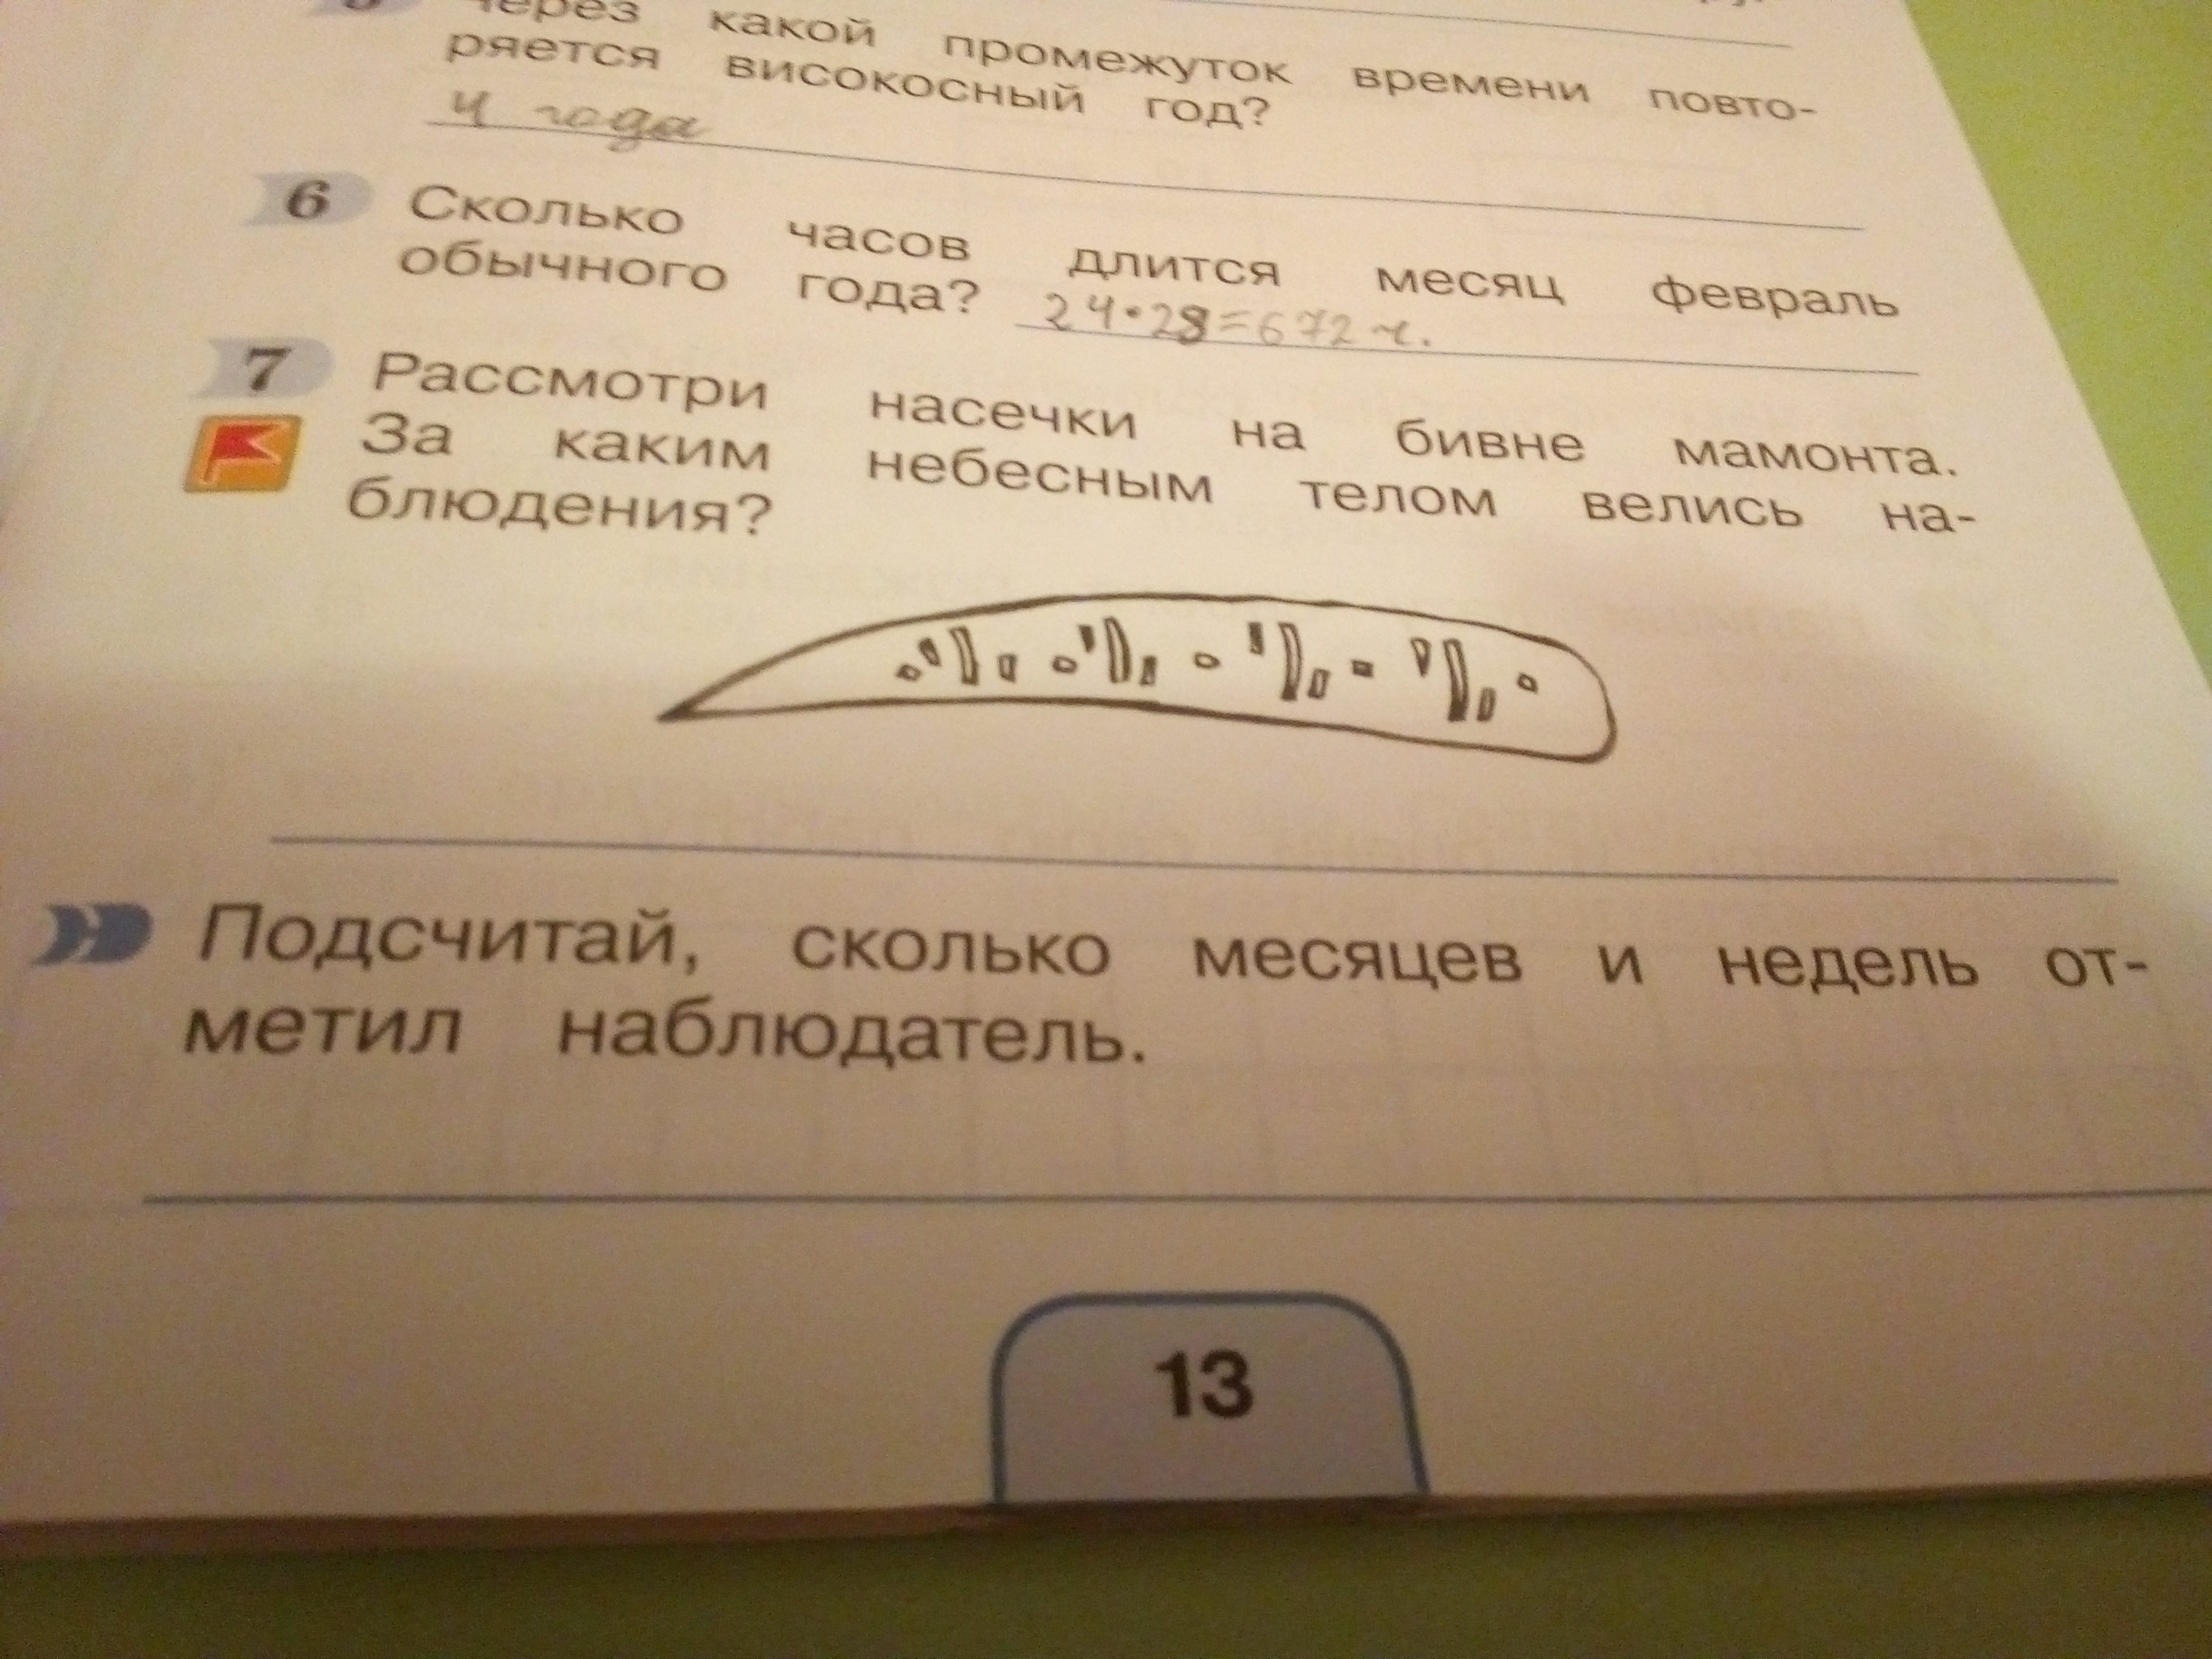 через какой промежуток времени повто-
ряется високосный год?
4 года
6 Сколько часов длится месяц февраль
обычного года? 24·28=672 ч.
7 Рассмотри насечки на бивне мамонта.
За каким небесным телом велись на-
блюдения?
Подсчитай, сколько месяцев и недель от-
метил наблюдатель.
13